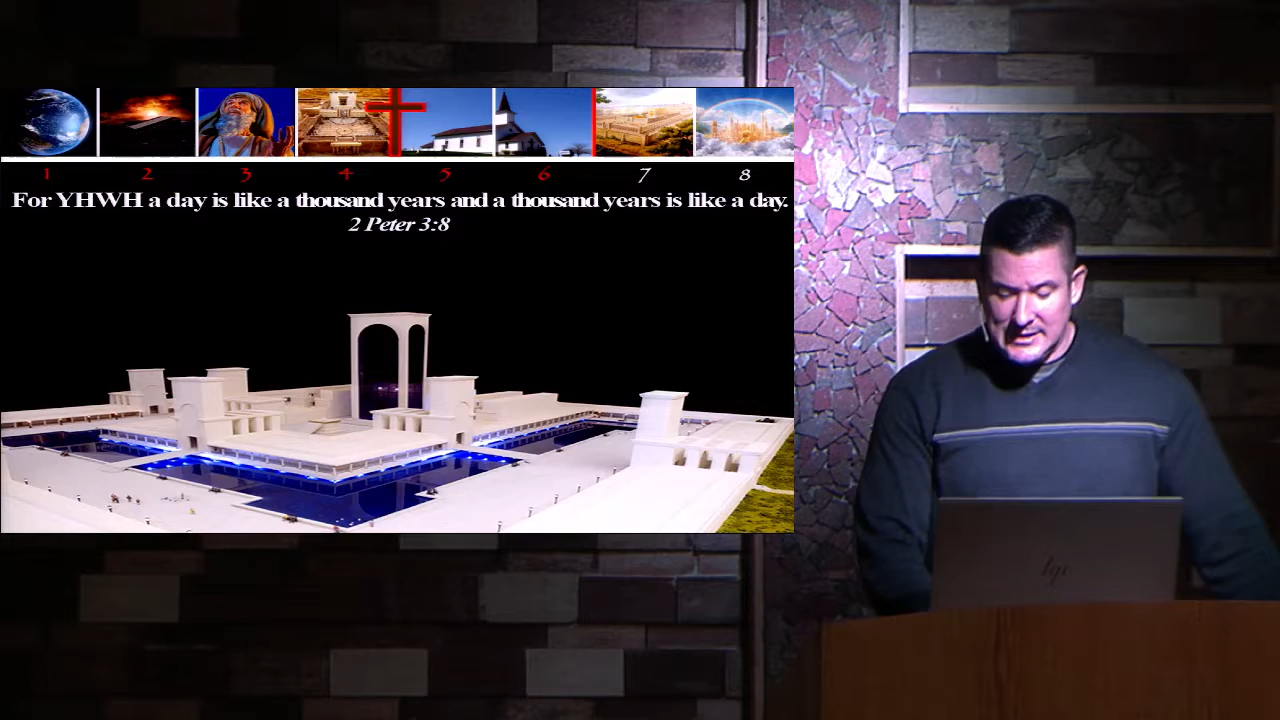 1 2 3 4 5 6 7 8
For YHWH a day is like a thousand years and a thousand years is like a day.
2 Peter 3:8
hp